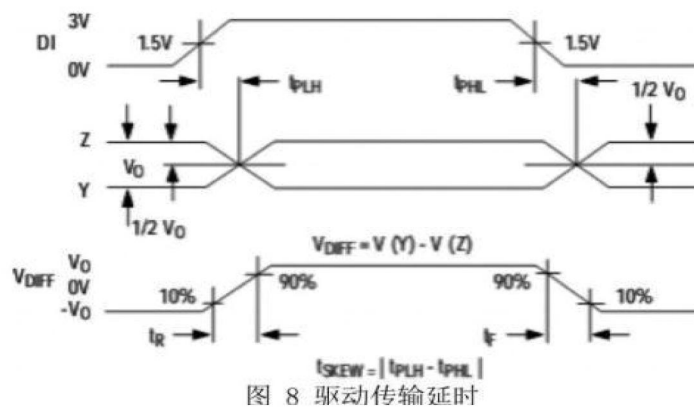 3V
DI 1.5V 1.5V
0V
tPLH tPHL 1/2 VO
Z
VO
Y
1/2 VO
VDIFF = V (Y) - V (Z)
VO
VDIFF 0V 10% 90% 90% 10%
-VO
tR tF
tSKEW = | tPLH - tPHL |
图 8 驱动传输延时